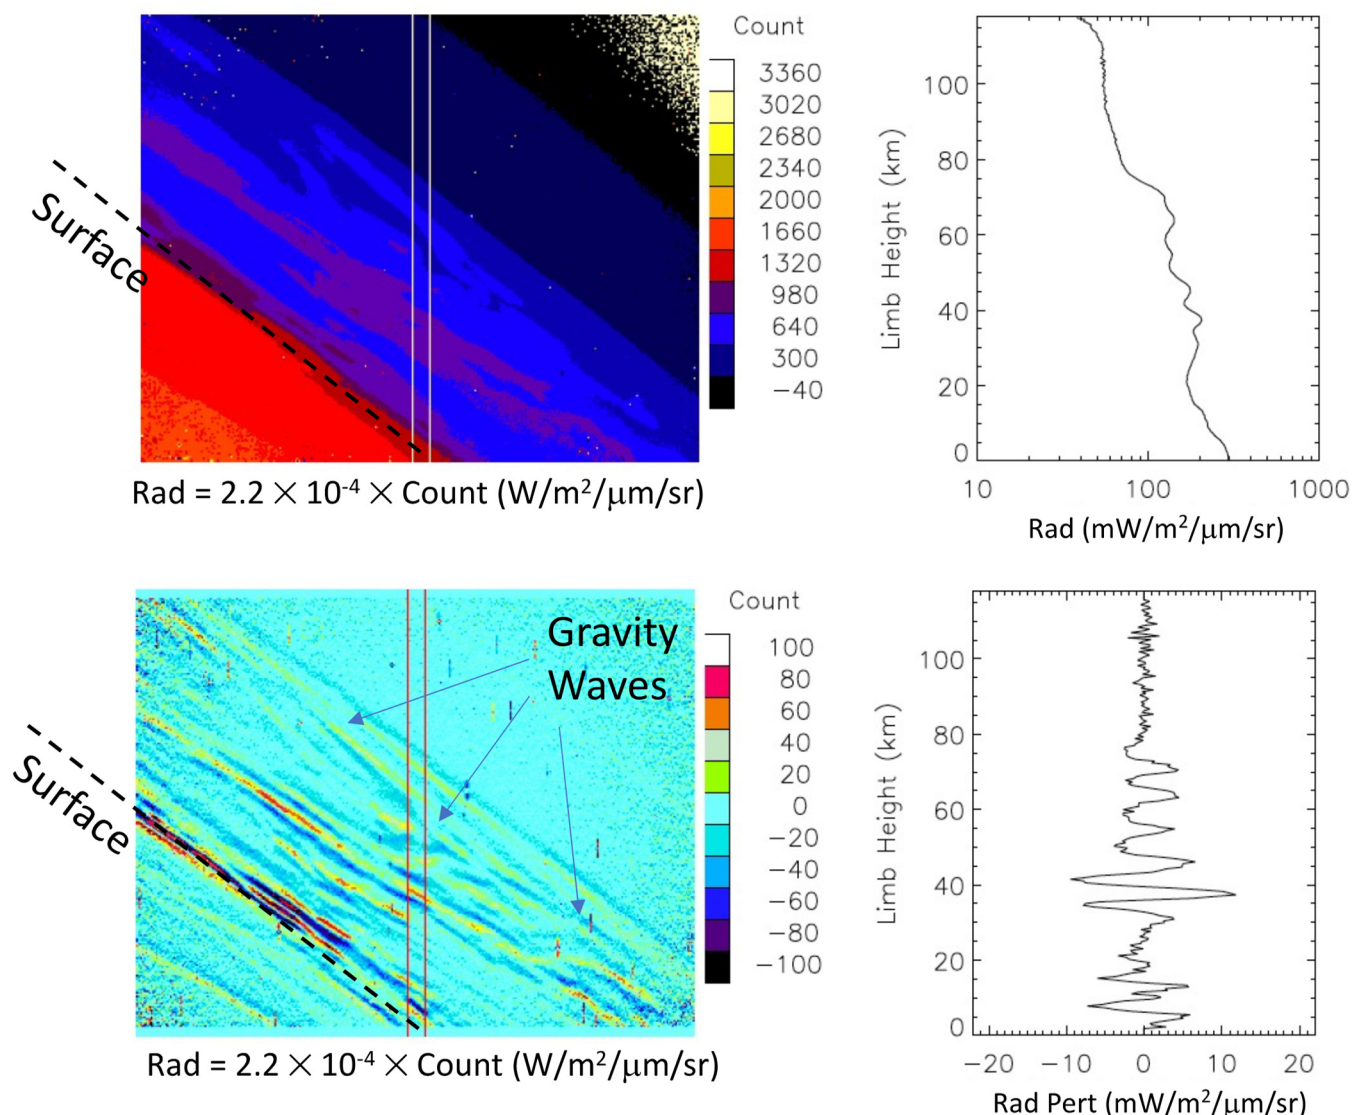 Count
3360
3020
2680
2340
2000
1660
1320
980
640
300
−40
Surface
Rad = 2.2 × 10⁻⁴ × Count (W/m²/μm/sr)
Limb Height (km)
100
80
60
40
20
0
10 100 1000
Rad (mW/m²/μm/sr)
Count
100
80
60
40
20
0
−20
−40
−60
−80
−100
Gravity
Waves
Surface
Rad = 2.2 × 10⁻⁴ × Count (W/m²/μm/sr)
Limb Height (km)
100
80
60
40
20
0
−20 −10 0 10 20
Rad Pert (mW/m²/μm/sr)